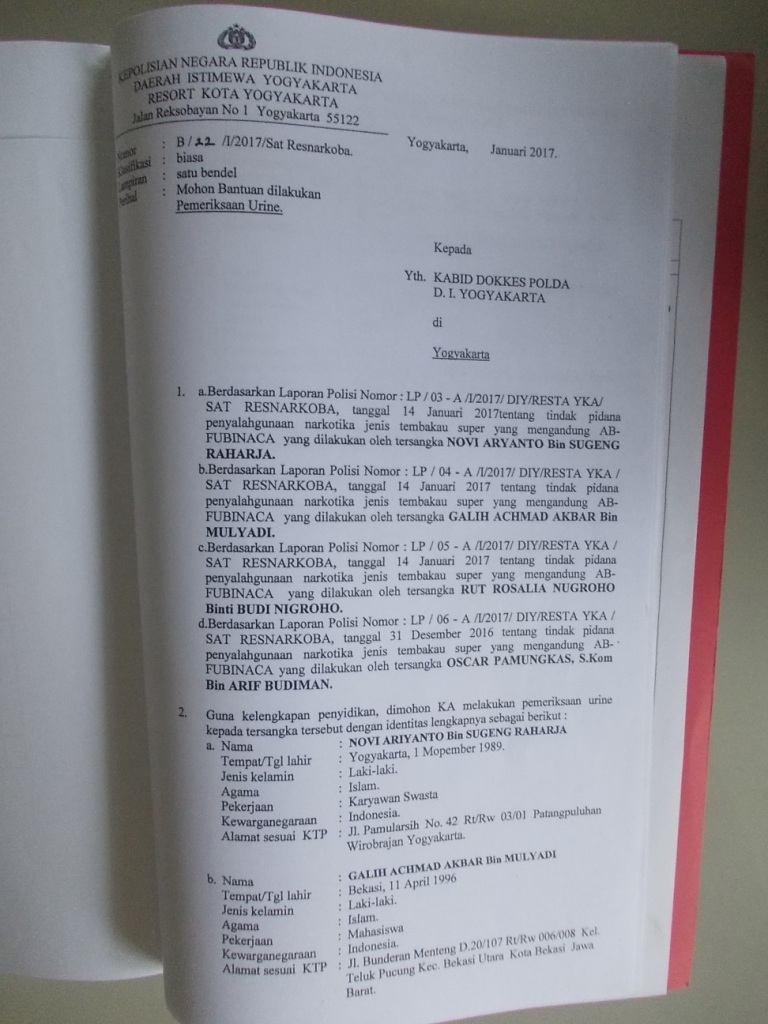 KEPOLISIAN NEGARA REPUBLIK INDONESIA
DAERAH ISTIMEWA YOGYAKARTA
RESORT KOTA YOGYAKARTA
Jalan Reksobayan No 1 Yogyakarta 55122
Yogyakarta, Januari 2017.
Nomor : B / 22 /I/2017/Sat Resnarkoba.
Klasifikasi : biasa
Lampiran : satu bendel
Perihal : Mohon Bantuan dilakukan
Pemeriksaan Urine.
Kepada
Yth. KABID DOKKES POLDA
D. I. YOGYAKARTA
di
Yogyakarta
1. a.Berdasarkan Laporan Polisi Nomor : LP / 03 - A /I/2017/ DIY/RESTA YKA/
SAT RESNARKOBA, tanggal 14 Januari 2017tentang tindak pidana
penyalahgunaan narkotika jenis tembakau super yang mengandung AB-
FUBINACA yang dilakukan oleh tersangka NOVI ARYANTO Bin SUGENG
RAHARJA.
b.Berdasarkan Laporan Polisi Nomor : LP / 04 - A /I/2017/ DIY/RESTA YKA /
SAT RESNARKOBA, tanggal 14 Januari 2017 tentang tindak pidana
penyalahgunaan narkotika jenis tembakau super yang mengandung AB-
FUBINACA yang dilakukan oleh tersangka GALIH ACHMAD AKBAR Bin
MULYADI.
c.Berdasarkan Laporan Polisi Nomor : LP / 05 - A /I/2017/ DIY/RESTA YKA /
SAT RESNARKOBA, tanggal 14 Januari 2017 tentang tindak pidana
penyalahgunaan narkotika jenis tembakau super yang mengandung AB-
FUBINACA yang dilakukan oleh tersangka RUT ROSALIA NUGROHO
Binti BUDI NIGROHO.
d.Berdasarkan Laporan Polisi Nomor : LP / 06 - A /I/2017/ DIY/RESTA YKA /
SAT RESNARKOBA, tanggal 31 Desember 2016 tentang tindak pidana
penyalahgunaan narkotika jenis tembakau super yang mengandung AB-
FUBINACA yang dilakukan oleh tersangka OSCAR PAMUNGKAS, S.Kom
Bin ARIF BUDIMAN.
2. Guna kelengkapan penyidikan, dimohon KA melakukan pemeriksaan urine
kepada tersangka tersebut dengan identitas lengkapnya sebagai berikut :
a. Nama : NOVI ARIYANTO Bin SUGENG RAHARJA
Tempat/Tgl lahir : Yogyakarta, 1 Mopember 1989.
Jenis kelamin : Laki-laki.
Agama : Islam.
Pekerjaan : Karyawan Swasta
Kewarganegaraan : Indonesia.
Alamat sesuai KTP : Jl. Pamularsih No. 42 Rt/Rw 03/01 Patangpuluhan
Wirobrajan Yogyakarta.
b. Nama : GALIH ACHMAD AKBAR Bin MULYADI
Tempat/Tgl lahir : Bekasi, 11 April 1996
Jenis kelamin : Laki-laki.
Agama : Islam.
Pekerjaan : Mahasiswa
Kewarganegaraan : Indonesia.
Alamat sesuai KTP : Jl. Bunderan Menteng D.20/107 Rt/Rw 006/008 Kel.
Teluk Pucung Kec. Bekasi Utara Kota Bekasi Jawa
Barat.